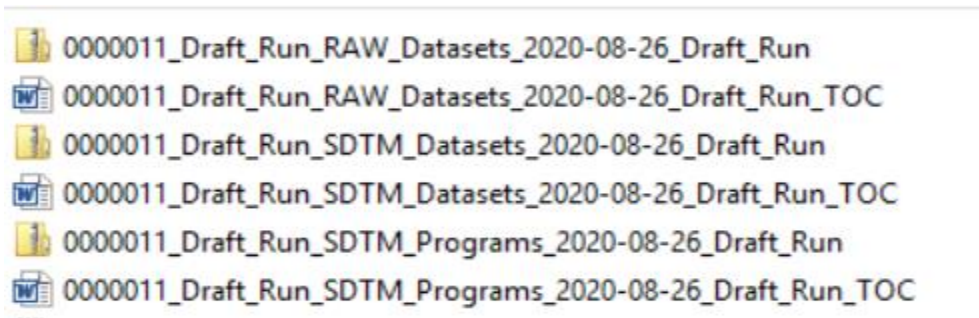 0000011_Draft_Run_RAW_Datasets_2020-08-26_Draft_Run
0000011_Draft_Run_RAW_Datasets_2020-08-26_Draft_Run_TOC
0000011_Draft_Run_SDTM_Datasets_2020-08-26_Draft_Run
0000011_Draft_Run_SDTM_Datasets_2020-08-26_Draft_Run_TOC
0000011_Draft_Run_SDTM_Programs_2020-08-26_Draft_Run
0000011_Draft_Run_SDTM_Programs_2020-08-26_Draft_Run_TOC